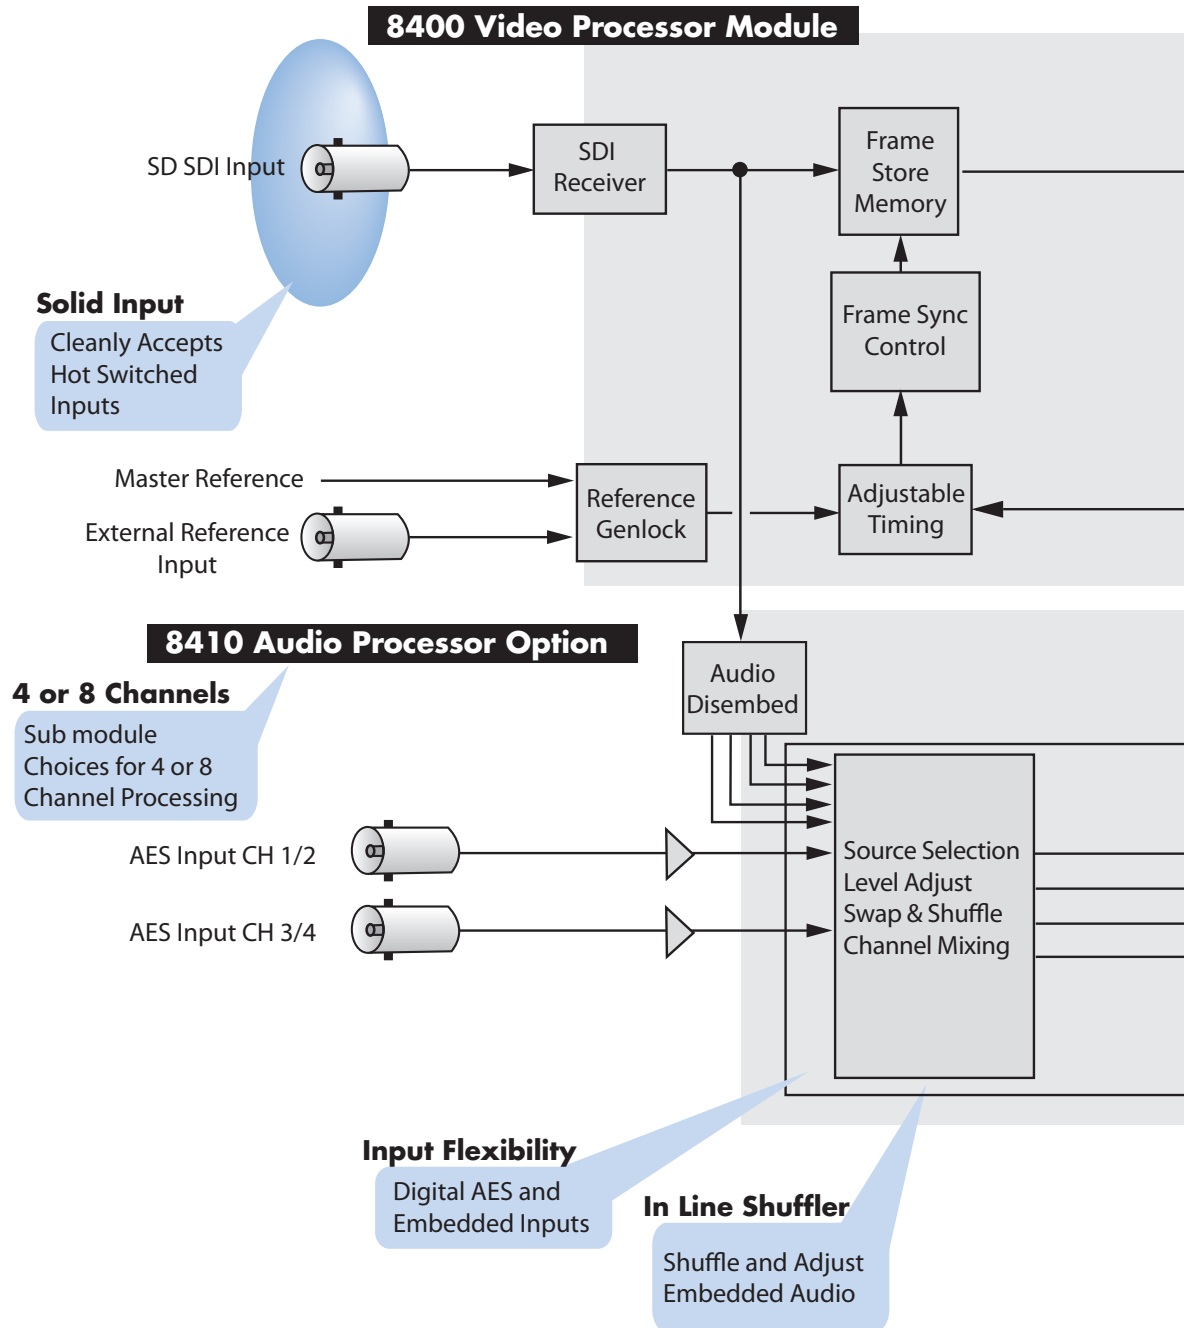 8400 Video Processor Module
SD SDI Input
SDI
Receiver
Frame
Store
Memory
Solid Input
Cleanly Accepts
Hot Switched
Inputs
Frame Sync
Control
Master Reference
External Reference
Input
Reference
Genlock
Adjustable
Timing
8410 Audio Processor Option
4 or 8 Channels
Sub module
Choices for 4 or 8
Channel Processing
Audio
Disembed
AES Input CH 1/2
AES Input CH 3/4
Source Selection
Level Adjust
Swap & Shuffle
Channel Mixing
Input Flexibility
Digital AES and
Embedded Inputs
In Line Shuffler
Shuffle and Adjust
Embedded Audio